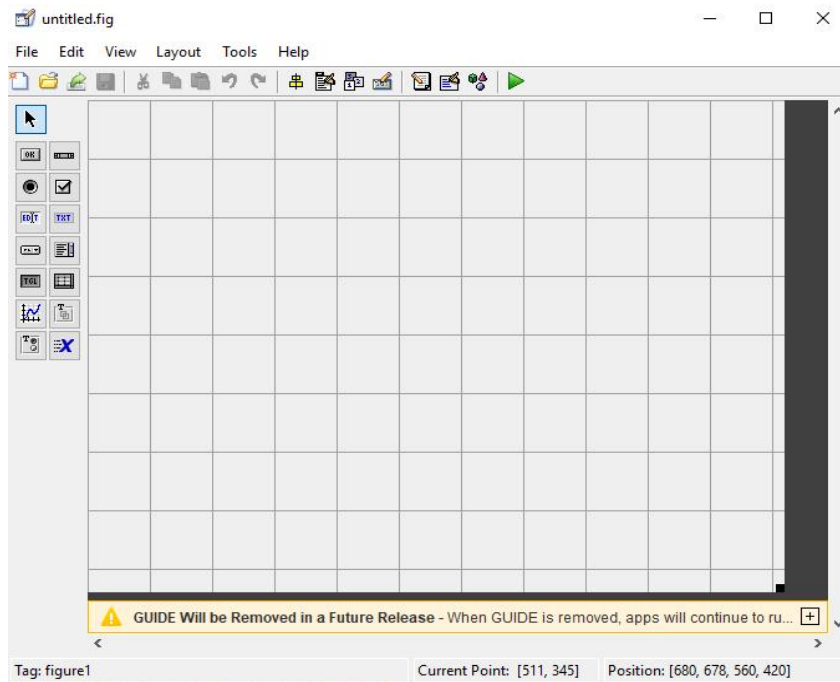 untitled.fig
File Edit View Layout Tools Help
OK
EDIT TXT
TGL
GUIDE Will be Removed in a Future Release - When GUIDE is removed, apps will continue to ru...
Tag: figure1 Current Point: [511, 345] Position: [680, 678, 560, 420]